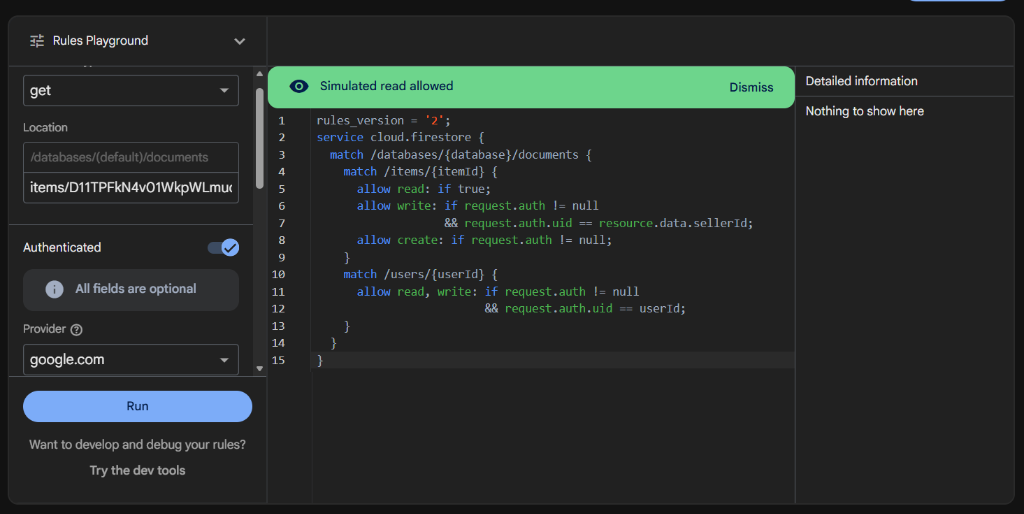 Rules Playground
get
Location
/databases/(default)/documents
items/D11TPFkN4vO1WkpWLmuc
Authenticated
All fields are optional
Provider
google.com
Run
Want to develop and debug your rules?
Try the dev tools
Simulated read allowed
Dismiss
1 rules_version = '2';
2 service cloud.firestore {
3   match /databases/{database}/documents {
4     match /items/{itemId} {
5       allow read: if true;
6       allow write: if request.auth != null
7                    && request.auth.uid == resource.data.sellerId;
8       allow create: if request.auth != null;
9     }
10     match /users/{userId} {
11       allow read, write: if request.auth != null
12                          && request.auth.uid == userId;
13     }
14   }
15 }
Detailed information
Nothing to show here